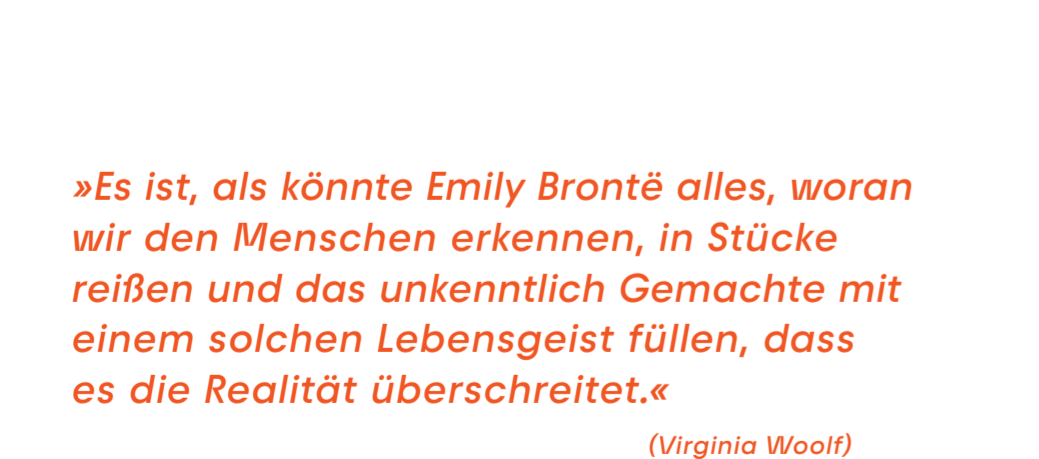 »Es ist, als könnte Emily Brontë alles, woran
wir den Menschen erkennen, in Stücke
reißen und das unkenntlich Gemachte mit
einem solchen Lebensgeist füllen, dass
es die Realität überschreitet.«
(Virginia Woolf)